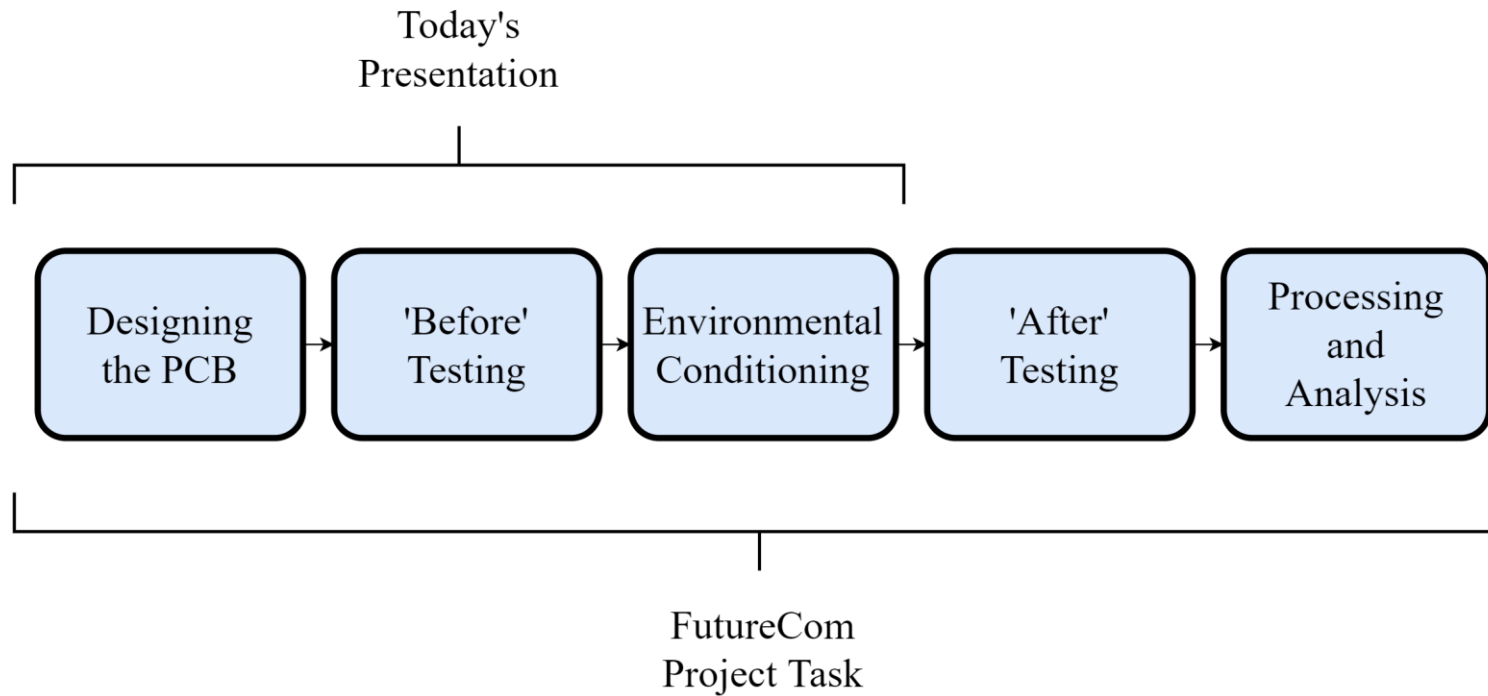 Today's
Presentation
Designing
the PCB
'Before'
Testing
Environmental
Conditioning
'After'
Testing
Processing
and
Analysis
FutureCom
Project Task